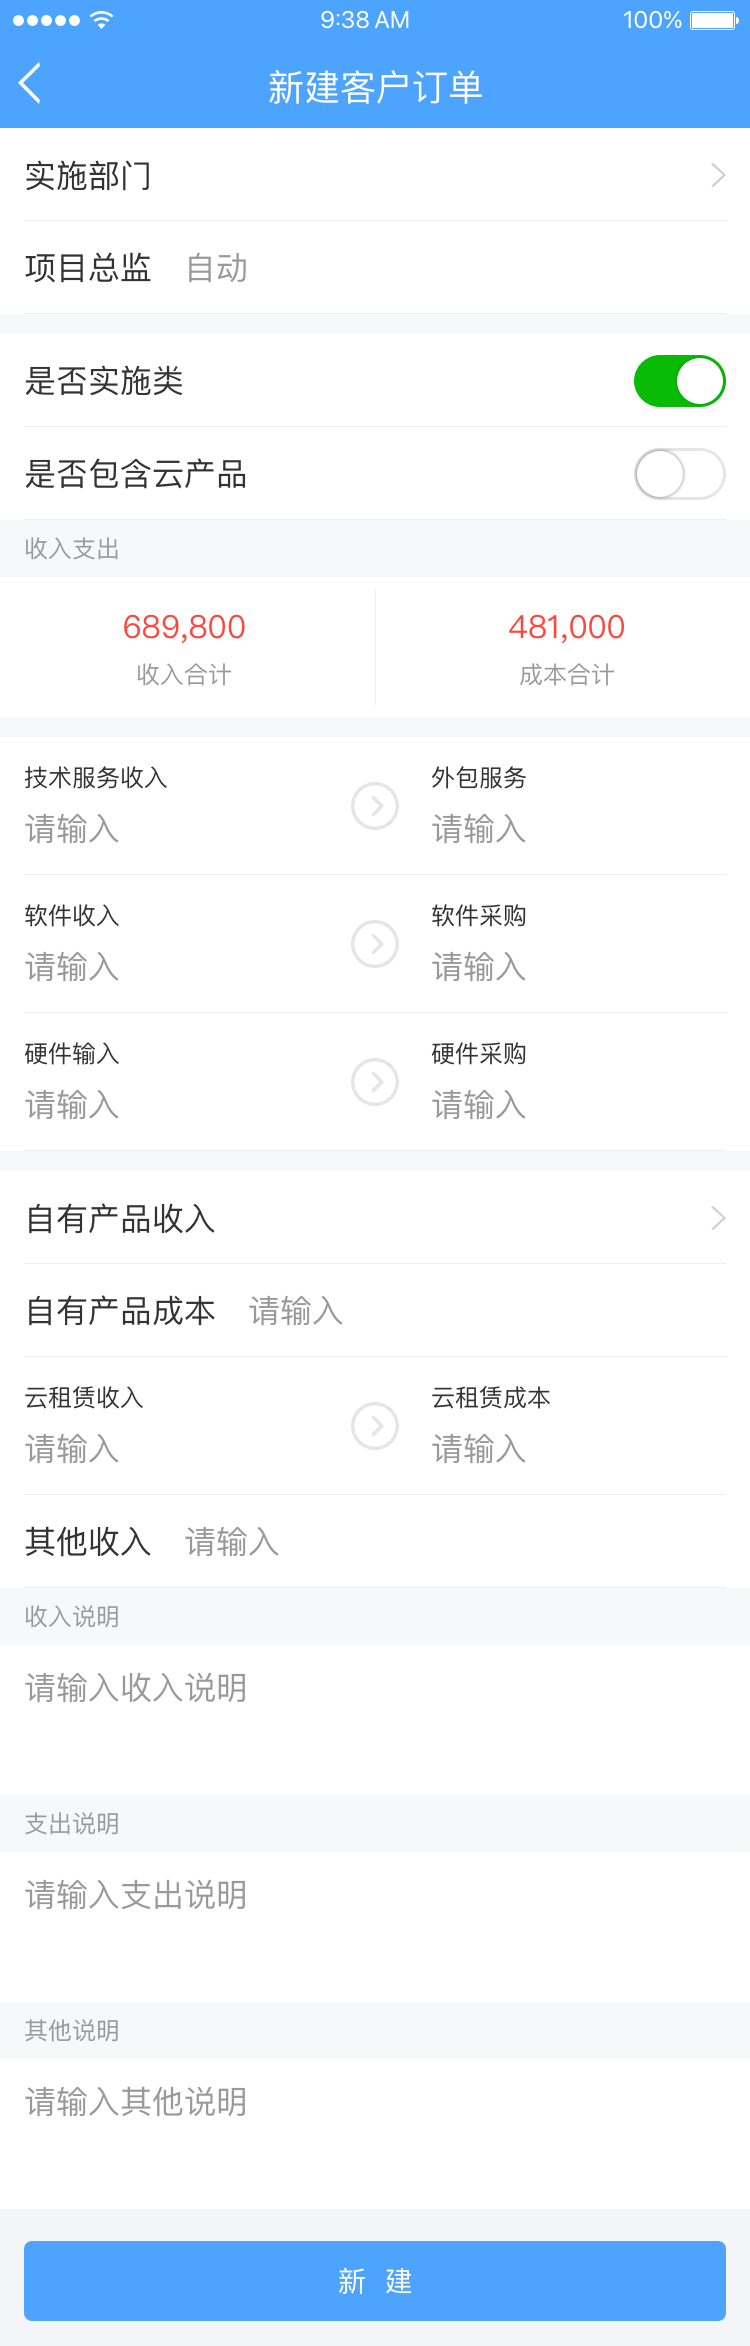 9:38 AM 100%
新建客户订单
实施部门
项目总监 自动
是否实施类
是否包含云产品
收入支出
689,800 481,000
收入合计 成本合计
技术服务收入 外包服务
请输入 请输入
软件收入 软件采购
请输入 请输入
硬件输入 硬件采购
请输入 请输入
自有产品收入
自有产品成本 请输入
云租赁收入 云租赁成本
请输入 请输入
其他收入 请输入
收入说明
请输入收入说明
支出说明
请输入支出说明
其他说明
请输入其他说明
新 建